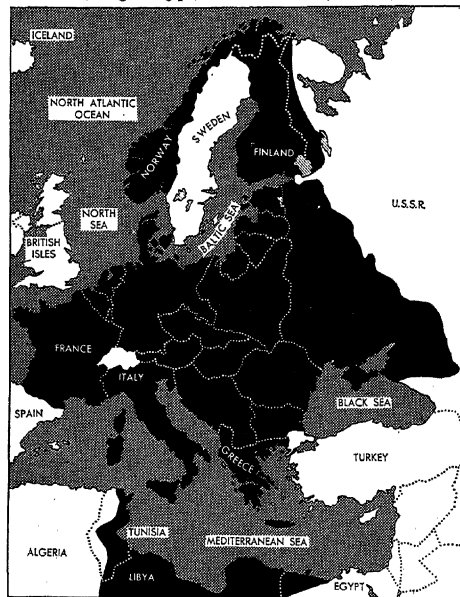 ICELAND
NORTH ATLANTIC
OCEAN
NORWAY
SWEDEN
FINLAND
U.S.S.R.
NORTH
SEA
BALTIC SEA
BRITISH
ISLES
FRANCE
ITALY
SPAIN
BLACK SEA
GREECE
TURKEY
TUNISIA
MEDITERRANEAN SEA
ALGERIA
LIBYA
EGYPT